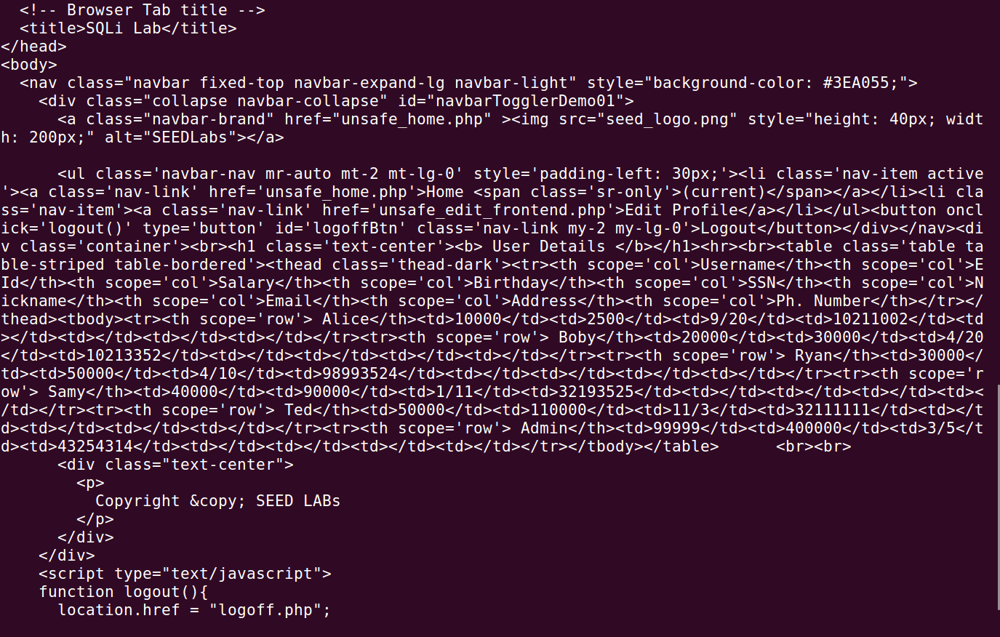 <!-- Browser Tab title -->
  <title>SQLi Lab</title>
</head>
<body>
  <nav class="navbar fixed-top navbar-expand-lg navbar-light" style="background-color: #3EA055;">
    <div class="collapse navbar-collapse" id="navbarTogglerDemo01">
      <a class="navbar-brand" href="unsafe_home.php" ><img src="seed_logo.png" style="height: 40px; widt
h: 200px;" alt="SEEDLabs"></a>

      <ul class='navbar-nav mr-auto mt-2 mt-lg-0' style='padding-left: 30px;'><li class='nav-item active
'><a class='nav-link' href='unsafe_home.php'>Home <span class='sr-only'>(current)</span></a></li><li cla
ss='nav-item'><a class='nav-link' href='unsafe_edit_frontend.php'>Edit Profile</a></li></ul><button oncl
ick='logout()' type='button' id='logoffBtn' class='nav-link my-2 my-lg-0'>Logout</button></div></nav><di
v class='container'><br><h1 class='text-center'><b> User Details </b></h1><hr><br><table class='table ta
ble-striped table-bordered'><thead class='thead-dark'><tr><th scope='col'>Username</th><th scope='col'>E
Id</th><th scope='col'>Salary</th><th scope='col'>Birthday</th><th scope='col'>SSN</th><th scope='col'>N
ickname</th><th scope='col'>Email</th><th scope='col'>Address</th><th scope='col'>Ph. Number</th></tr></
thead><tbody><tr><th scope='row'> Alice</th><td>10000</td><td>2500</td><td>9/20</td><td>10211002</td><td
></td><td></td><td></td><td></td></tr><tr><th scope='row'> Boby</th><td>20000</td><td>30000</td><td>4/20
</td><td>10213352</td><td></td><td></td><td></td><td></td></tr><tr><th scope='row'> Ryan</th><td>30000</
td><td>50000</td><td>4/10</td><td>98993524</td><td></td><td></td><td></td><td></td></tr><tr><th scope='r
ow'> Samy</th><td>40000</td><td>90000</td><td>1/11</td><td>32193525</td><td></td><td></td><td></td><td><
/td></tr><tr><th scope='row'> Ted</th><td>50000</td><td>110000</td><td>11/3</td><td>32111111</td><td></t
d><td></td><td></td><td></td></tr><tr><th scope='row'> Admin</th><td>99999</td><td>400000</td><td>3/5</t
d><td>43254314</td><td></td><td></td><td></td><td></td></tr></tbody></table>      <br><br>
      <div class="text-center">
        <p>
          Copyright &copy; SEED LABs
        </p>
      </div>
    </div>
    <script type="text/javascript">
    function logout(){
      location.href = "logoff.php";